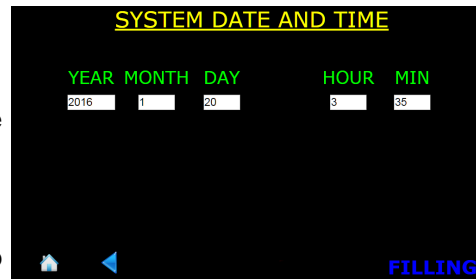 SYSTEM DATE AND TIME
YEAR MONTH DAY HOUR MIN
2016 1 20 3 35
FILLING